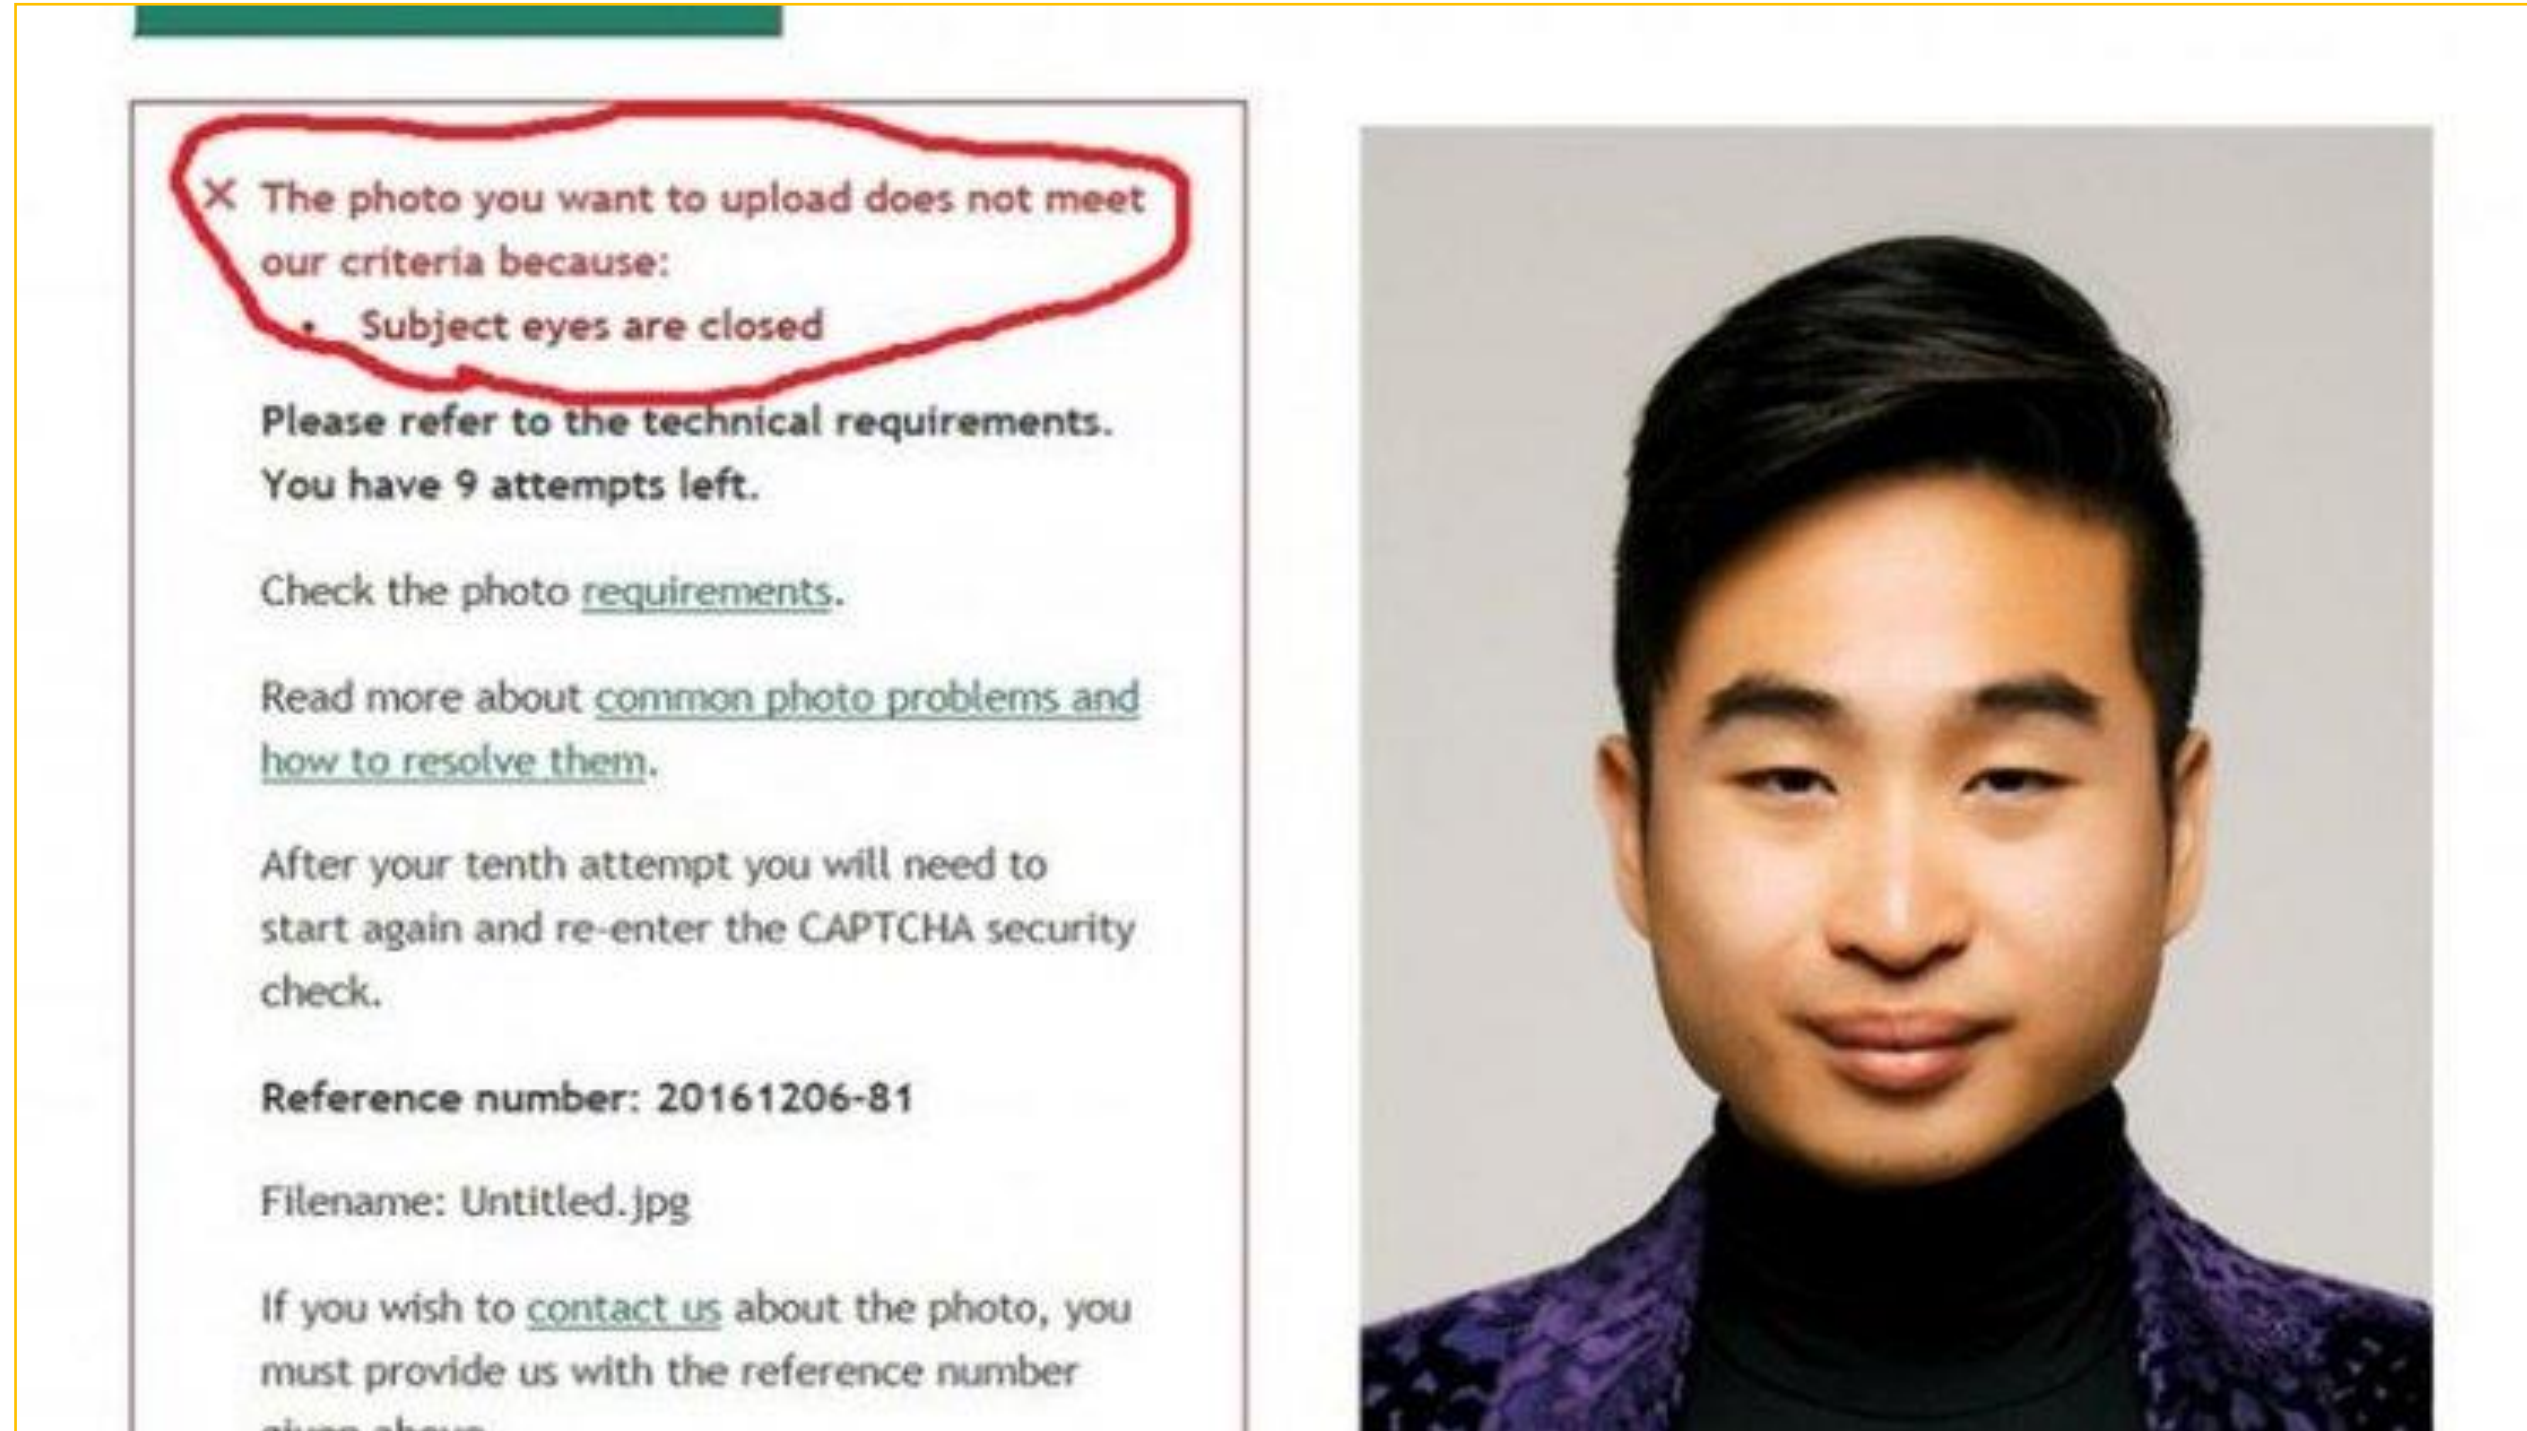 X The photo you want to upload does not meet
our criteria because:
• Subject eyes are closed
Please refer to the technical requirements.
You have 9 attempts left.
Check the photo requirements.
Read more about common photo problems and
how to resolve them.
After your tenth attempt you will need to
start again and re-enter the CAPTCHA security
check.
Reference number: 20161206-81
Filename: Untitled.jpg
If you wish to contact us about the photo, you
must provide us with the reference number
given above.